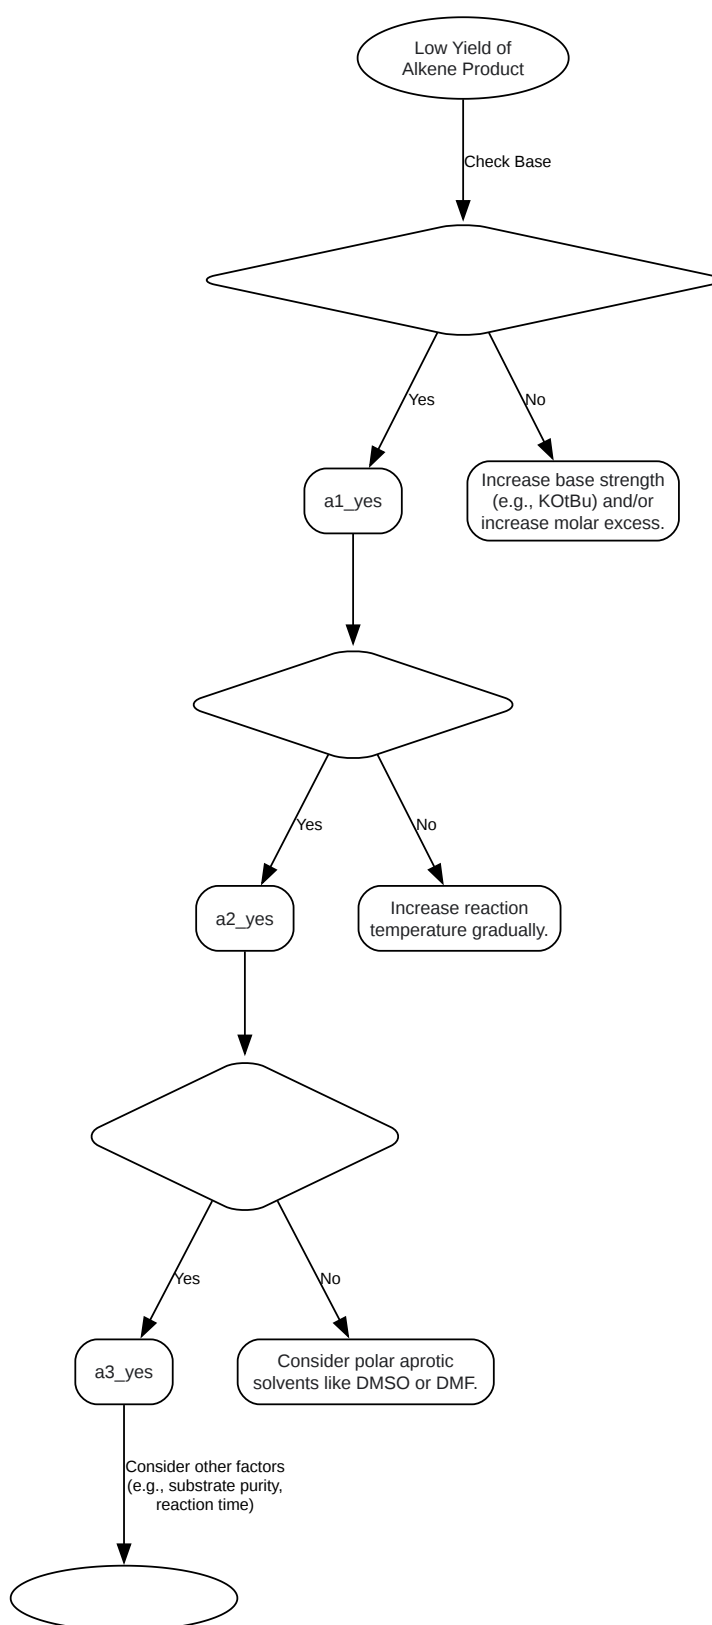 Low Yield of
Alkene Product
Check Base
Yes
No
a1_yes
Increase base strength
(e.g., KOtBu) and/or
increase molar excess.
Yes
No
a2_yes
Increase reaction
temperature gradually.
Yes
No
a3_yes
Consider polar aprotic
solvents like DMSO or DMF.
Consider other factors
(e.g., substrate purity,
reaction time)